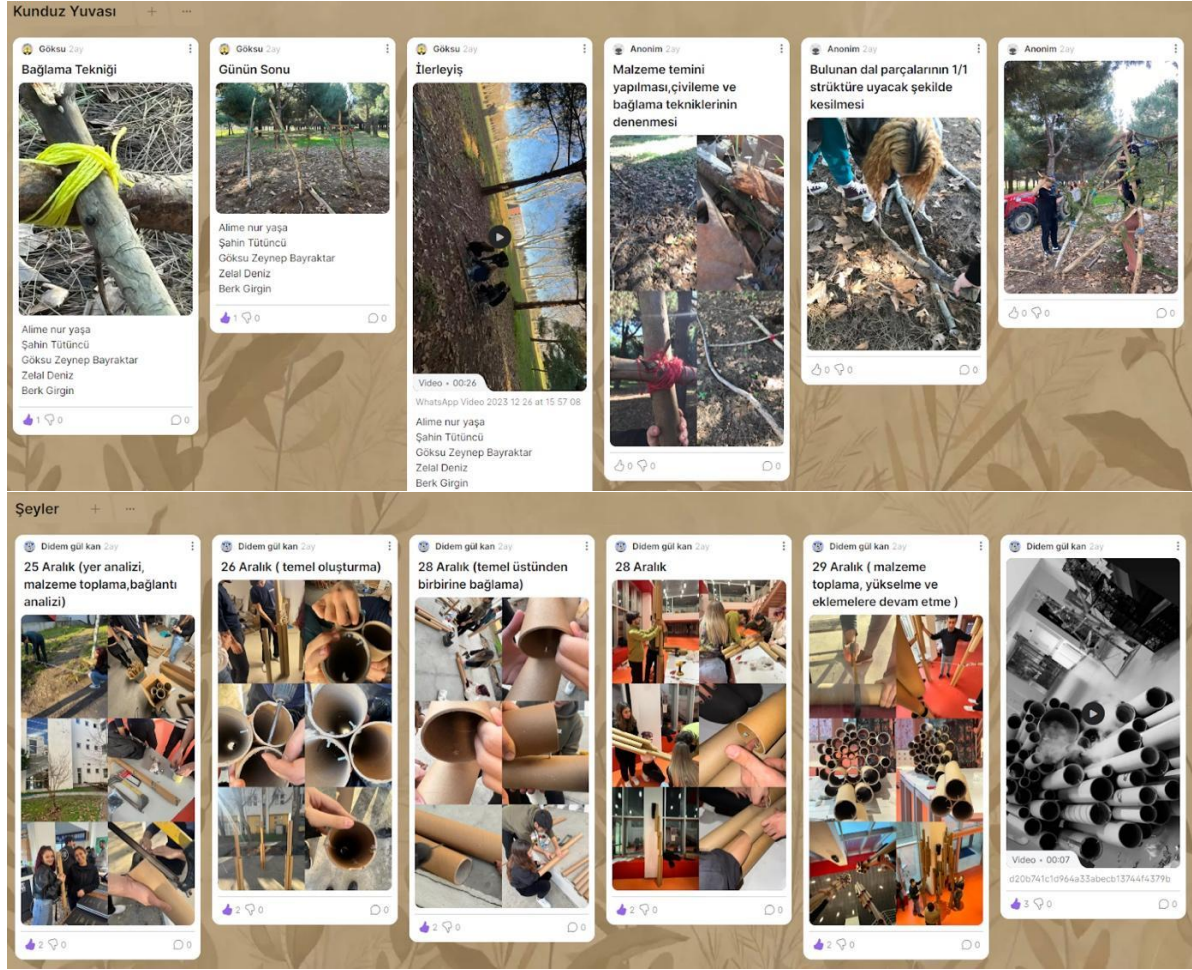 Kunduz Yuvası
Göksu 2ay
Bağlama Tekniği
Alime nur yaşa
Şahin Tütüncü
Göksu Zeynep Bayraktar
Zelal Deniz
Berk Girgin
1 0
0
Göksu 2ay
Günün Sonu
Alime nur yaşa
Şahin Tütüncü
Göksu Zeynep Bayraktar
Zelal Deniz
Berk Girgin
1 0
0
Göksu 2ay
İlerleyiş
Video • 00:26
WhatsApp Video 2023 12 26 at 15 57 08
Alime nur yaşa
Şahin Tütüncü
Göksu Zeynep Bayraktar
Zelal Deniz
Berk Girgin
Anonim 2ay
Malzeme temini
yapılması,çivileme ve
bağlama tekniklerinin
denenmesi
0 0
0
Anonim 2ay
Bulunan dal parçalarının 1/1
strüktüre uyacak şekilde
kesilmesi
0 0
0
Anonim 2ay
0 0
0
Şeyler
Didem gül kan 2ay
25 Aralık (yer analizi,
malzeme toplama,bağlantı
analizi)
2 0
0
Didem gül kan 2ay
26 Aralık ( temel oluşturma)
2 0
0
Didem gül kan 2ay
28 Aralık (temel üstünden
birbirine bağlama)
2 0
0
Didem gül kan 2ay
28 Aralık
2 0
0
Didem gül kan 2ay
29 Aralık ( malzeme
toplama, yükselme ve
eklemelere devam etme )
2 0
0
Didem gül kan 2ay
Video • 00:07
d20b741c1d964a33abecb13744f4379b
3 0
0